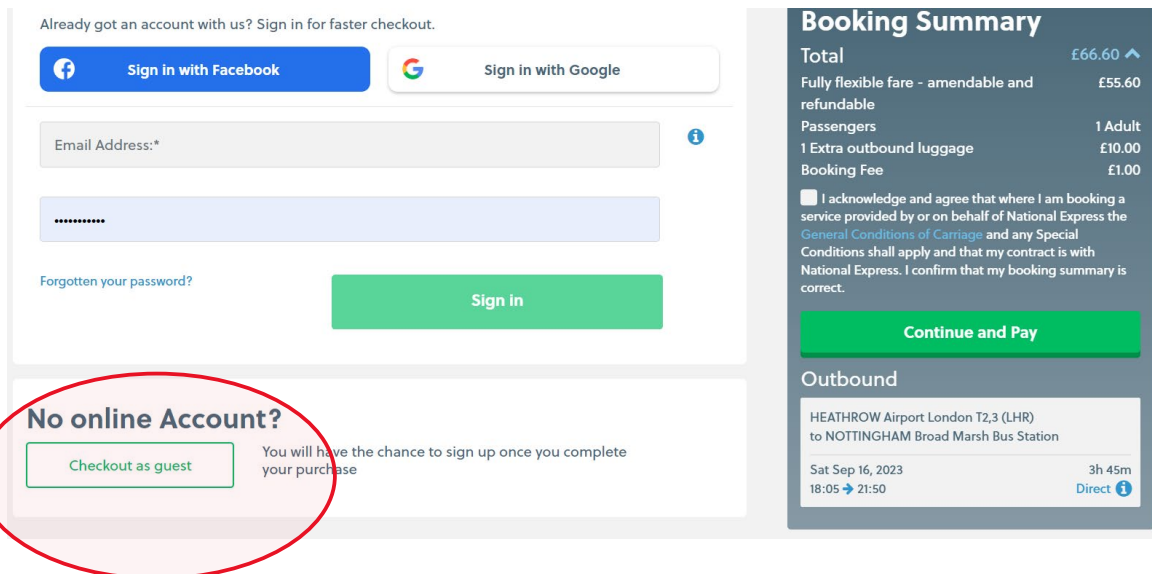 Already got an account with us? Sign in for faster checkout.
Sign in with Facebook
Sign in with Google
Email Address:*
•••••••••••
Forgotten your password?
Sign in
No online Account?
Checkout as guest
You will have the chance to sign up once you complete
your purchase
Booking Summary
Total £66.60
Fully flexible fare - amendable and £55.60
refundable
Passengers 1 Adult
1 Extra outbound luggage £10.00
Booking Fee £1.00
I acknowledge and agree that where I am booking a
service provided by or on behalf of National Express the
General Conditions of Carriage and any Special
Conditions shall apply and that my contract is with
National Express. I confirm that my booking summary is
correct.
Continue and Pay
Outbound
HEATHROW Airport London T2,3 (LHR)
to NOTTINGHAM Broad Marsh Bus Station
Sat Sep 16, 2023 3h 45m
18:05 → 21:50 Direct